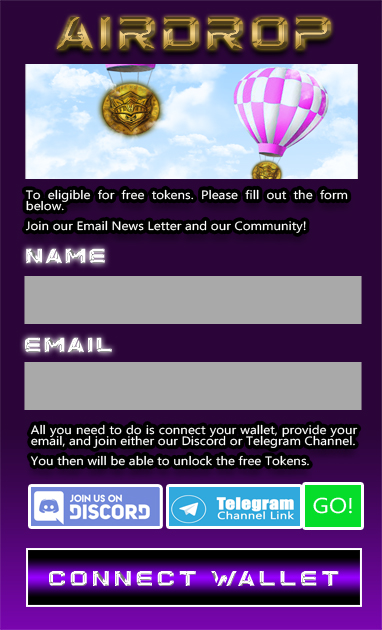 AIRDROP
To eligible for free tokens. Please fill out the form
below.
Join our Email News Letter and our Community!
NAME
EMAIL
All you need to do is connect your wallet, provide your
email, and join either our Discord or Telegram Channel.
You then will be able to unlock the free Tokens.
JOIN US ON
DISCORD
Telegram
Channel Link
GO!
CONNECT WALLET